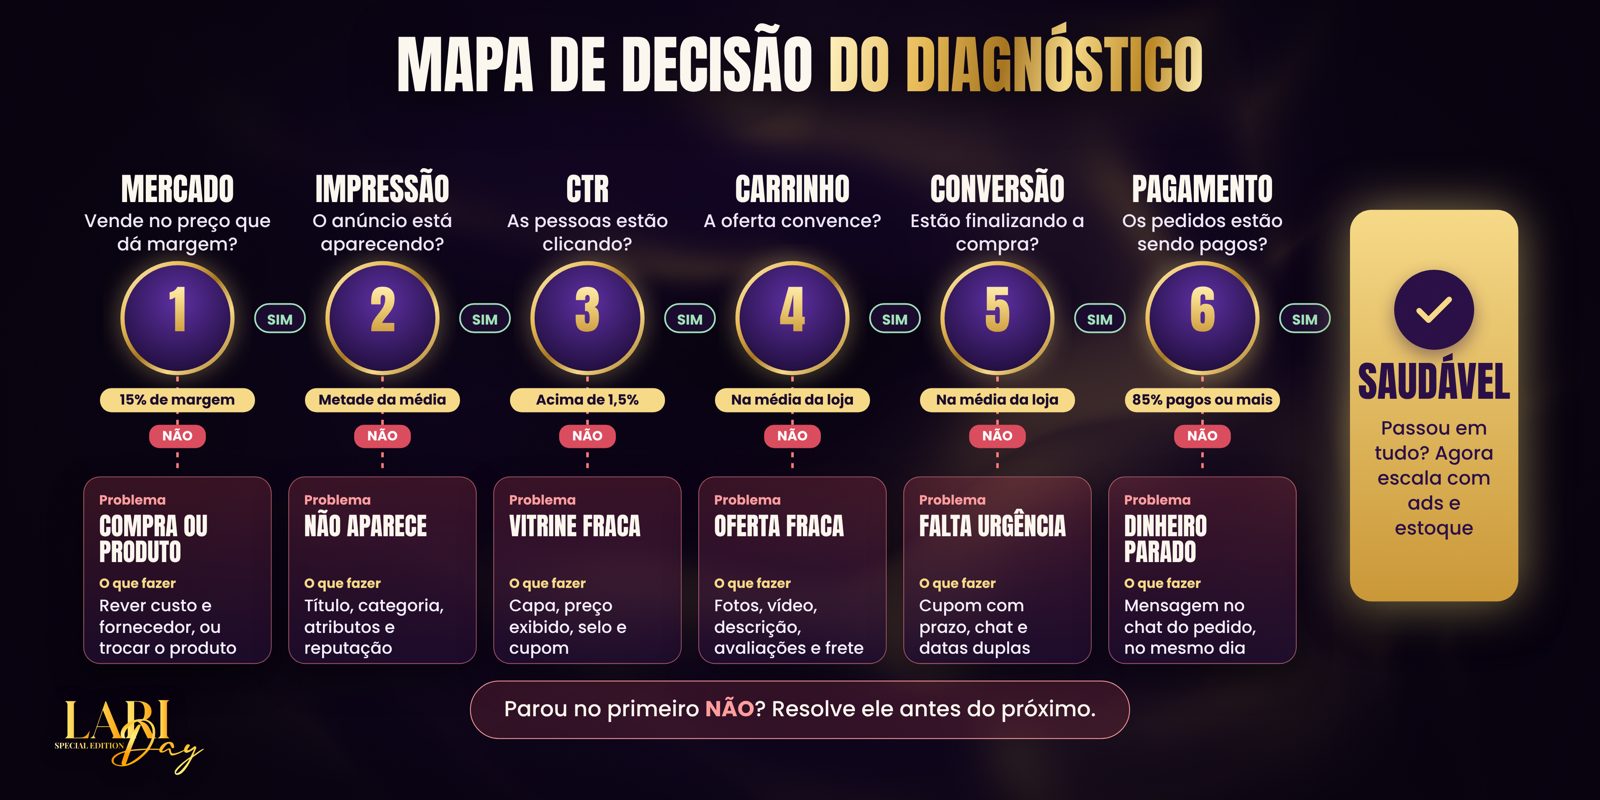 MAPA DE DECISÃO DO DIAGNÓSTICO
MERCADO
Vende no preço que
dá margem?
1
SIM
15% de margem
NÃO
Problema
COMPRA OU
PRODUTO
O que fazer
Rever custo e
fornecedor, ou
trocar o produto
IMPRESSÃO
O anúncio está
aparecendo?
2
SIM
Metade da média
NÃO
Problema
NÃO APARECE
O que fazer
Título, categoria,
atributos e
reputação
CTR
As pessoas estão
clicando?
3
SIM
Acima de 1,5%
NÃO
Problema
VITRINE FRACA
O que fazer
Capa, preço
exibido, selo e
cupom
CARRINHO
A oferta convence?
4
SIM
Na média da loja
NÃO
Problema
OFERTA FRACA
O que fazer
Fotos, vídeo,
descrição,
avaliações e frete
CONVERSÃO
Estão finalizando a
compra?
5
SIM
Na média da loja
NÃO
Problema
FALTA URGÊNCIA
O que fazer
Cupom com
prazo, chat e
datas duplas
PAGAMENTO
Os pedidos estão
sendo pagos?
6
SIM
85% pagos ou mais
NÃO
Problema
DINHEIRO
PARADO
O que fazer
Mensagem no
chat do pedido,
no mesmo dia
SAUDÁVEL
Passou em
tudo? Agora
escala com
ads e
estoque
Parou no primeiro NÃO? Resolve ele antes do próximo.
LARI
SPECIAL EDITION Day